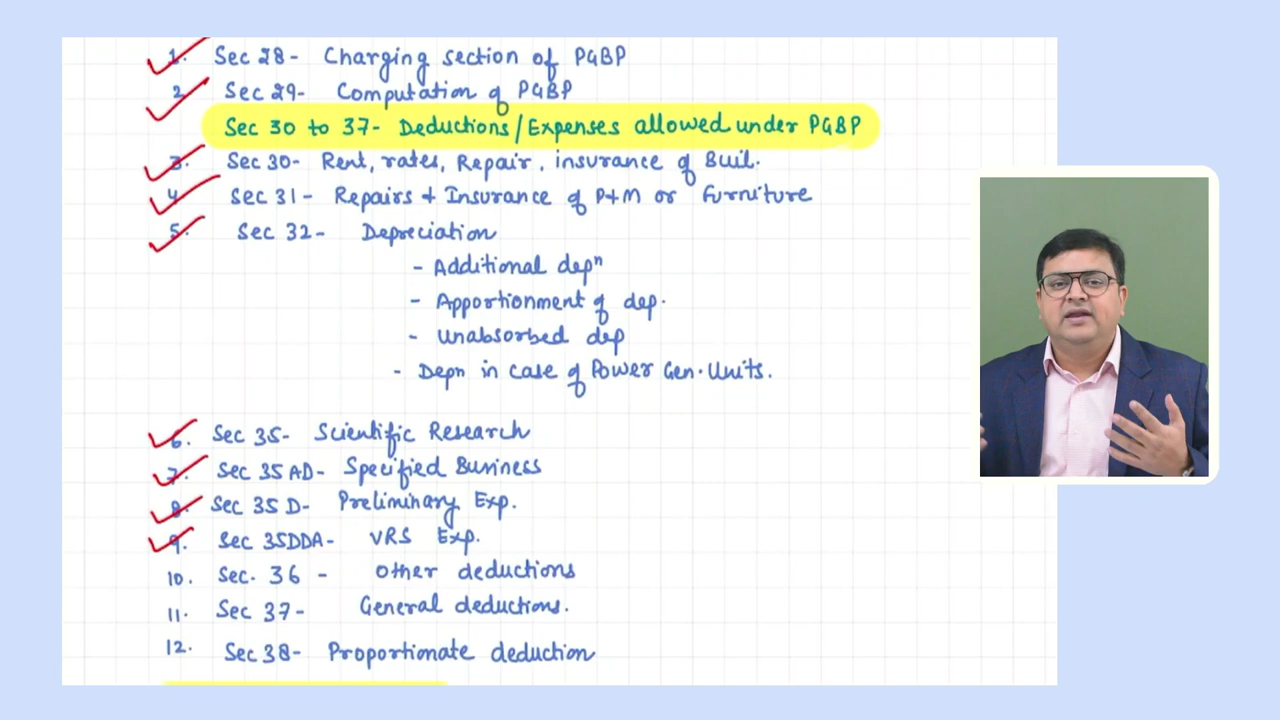 1. Sec 28- Charging section of PGBP
2. Sec 29- Computation of PGBP
Sec 30 to 37- Deductions/Expenses allowed under PGBP
3. Sec 30- Rent, rates, Repair, insurance of Buil.
4. Sec 31- Repairs + Insurance of P+M or Furniture
5. Sec 32- Depreciation
- Additional depn
- Apportionment of dep.
- Unabsorbed dep
- Depn in case of Power Gen. Units.
6. Sec 35- Scientific Research
7. Sec 35 AD- Specified Business
8. Sec 35 D- Preliminary Exp.
9. Sec 35DDA- VRS Exp.
10. Sec. 36 - Other deductions
11. Sec 37- General deductions.
12. Sec 38- Proportionate deduction